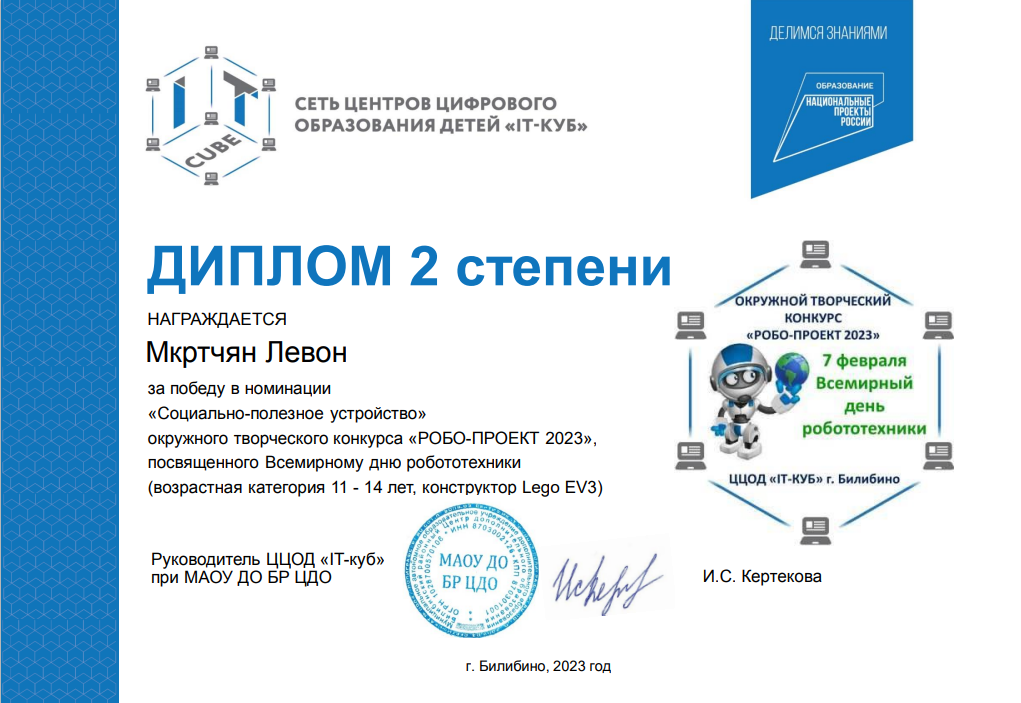 ДЕЛИМСЯ ЗНАНИЯМИ
ОБРАЗОВАНИЕ
НАЦИОНАЛЬНЫЕ
ПРОЕКТЫ
РОССИИ
IT
CUBE
СЕТЬ ЦЕНТРОВ ЦИФРОВОГО
ОБРАЗОВАНИЯ ДЕТЕЙ «IT-КУБ»
ДИПЛОМ 2 степени
НАГРАЖДАЕТСЯ
Мкртчян Левон
за победу в номинации
«Социально-полезное устройство»
окружного творческого конкурса «РОБО-ПРОЕКТ 2023»,
посвященного Всемирному дню робототехники
(возрастная категория 11 - 14 лет, конструктор Lego EV3)
ОКРУЖНОЙ ТВОРЧЕСКИЙ
КОНКУРС
«РОБО-ПРОЕКТ 2023»
7 февраля
Всемирный
день
робототехники
ЦЦОД «IT-КУБ» г. Билибино
Руководитель ЦЦОД «IT-куб»
при МАОУ ДО БР ЦДО
МАОУ ДО
БР ЦДО
И.С. Кертекова
г. Билибино, 2023 год